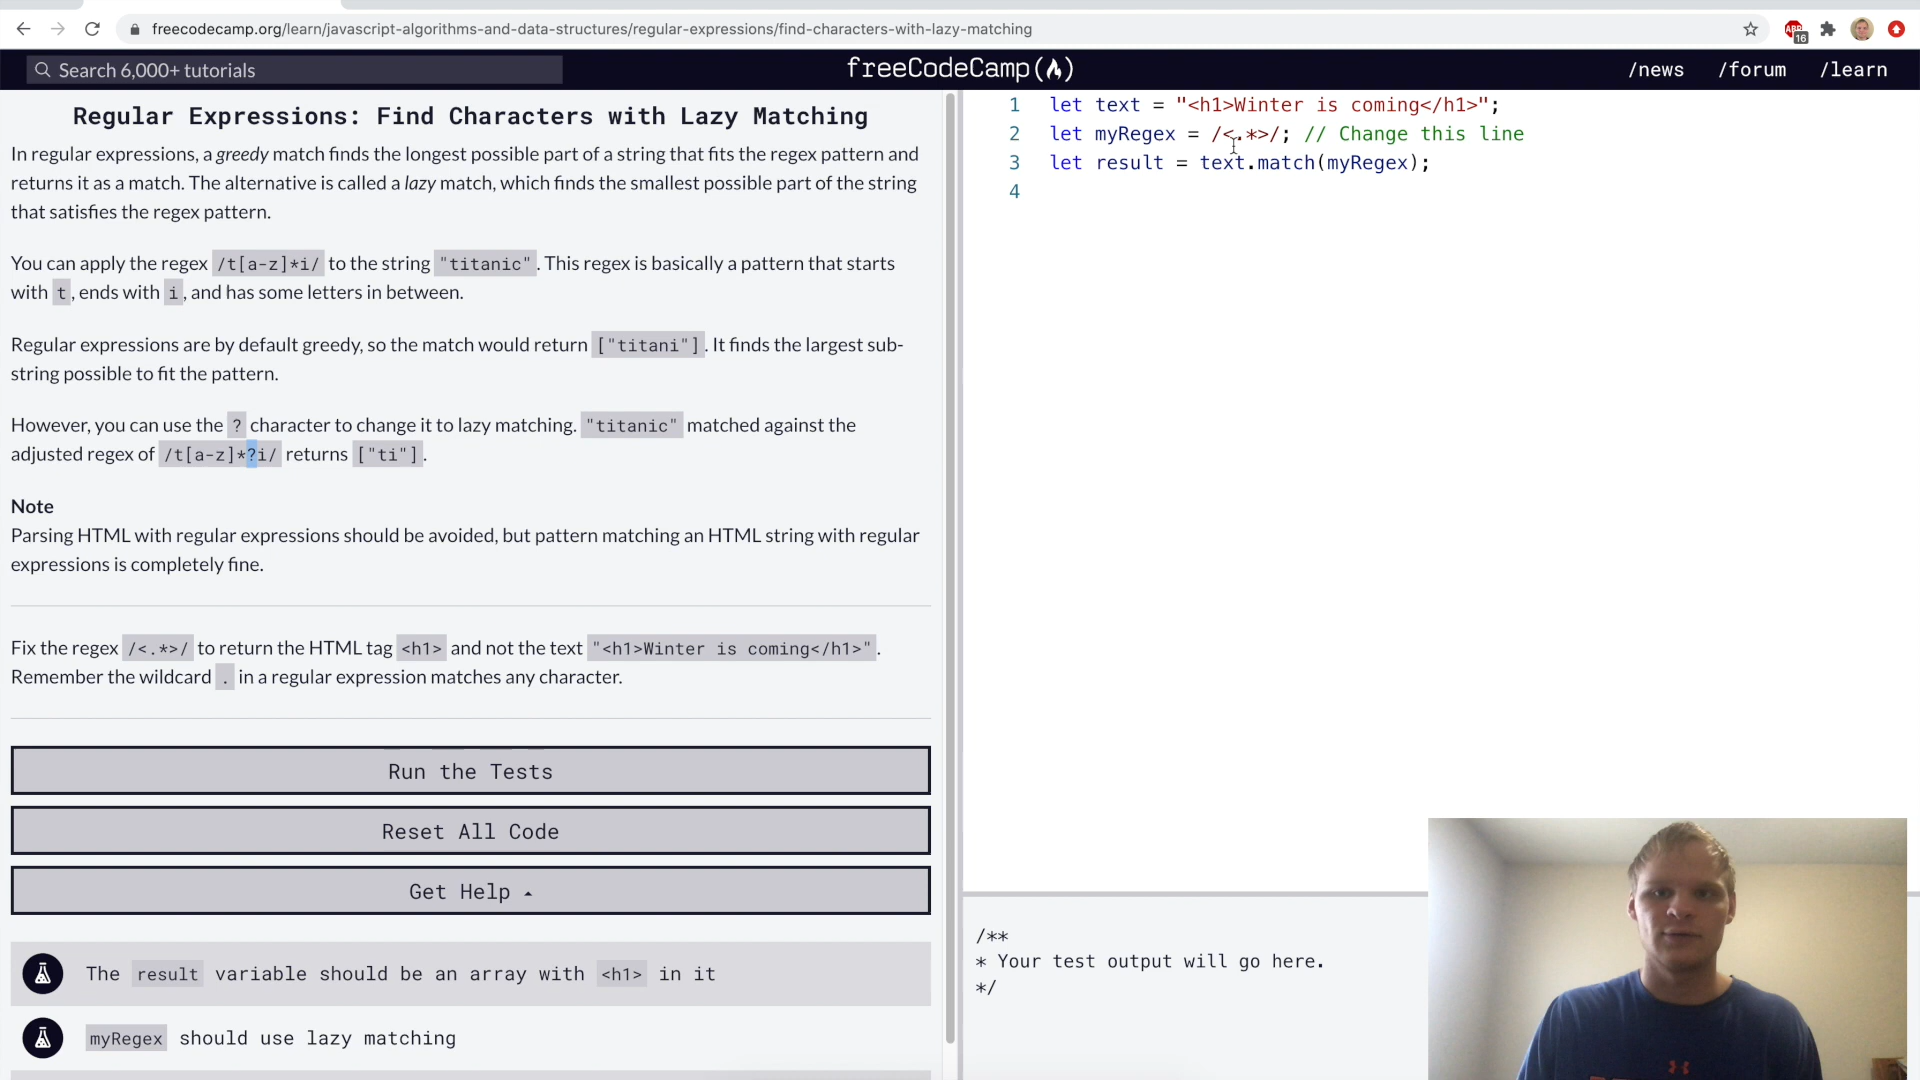 freecodecamp.org/learn/javascript-algorithms-and-data-structures/regular-expressions/find-characters-with-lazy-matching
ABP
16
Search 6,000+ tutorials
freeCodeCamp
/news
/forum
/learn
Regular Expressions: Find Characters with Lazy Matching
In regular expressions, a greedy match finds the longest possible part of a string that fits the regex pattern and
returns it as a match. The alternative is called a lazy match, which finds the smallest possible part of the string
that satisfies the regex pattern.
You can apply the regex /t[a-z]*i/ to the string "titanic". This regex is basically a pattern that starts
with t, ends with i, and has some letters in between.
Regular expressions are by default greedy, so the match would return ["titani"]. It finds the largest sub-
string possible to fit the pattern.
However, you can use the ? character to change it to lazy matching. "titanic" matched against the
adjusted regex of /t[a-z]*?i/ returns ["ti"].
Note
Parsing HTML with regular expressions should be avoided, but pattern matching an HTML string with regular
expressions is completely fine.
Fix the regex /<.*>/ to return the HTML tag <h1> and not the text "<h1>Winter is coming</h1>".
Remember the wildcard . in a regular expression matches any character.
Run the Tests
Reset All Code
Get Help
The result variable should be an array with <h1> in it
myRegex should use lazy matching
1 let text = "<h1>Winter is coming</h1>";
2 let myRegex = /<.*>/; // Change this line
3 let result = text.match(myRegex);
4
/**
* Your test output will go here.
*/